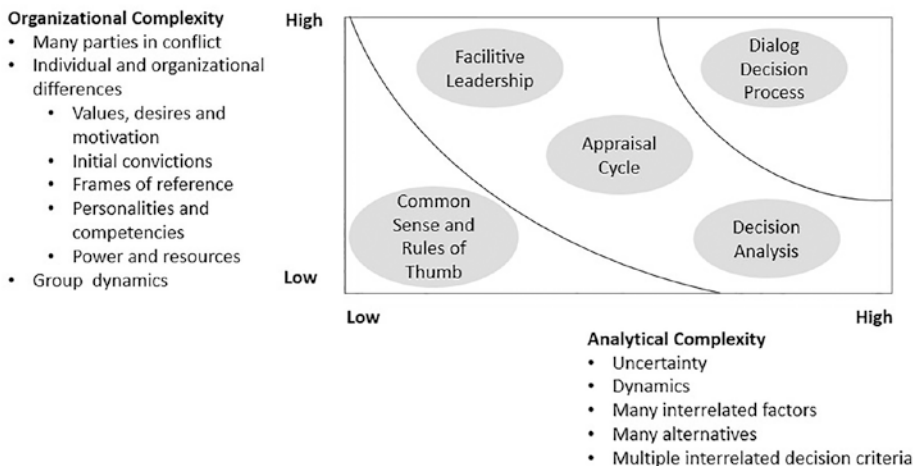 Organizational Complexity
• Many parties in conflict
• Individual and organizational
differences
• Values, desires and
motivation
• Initial convictions
• Frames of reference
• Personalities and
competencies
• Power and resources
• Group dynamics
High
Low
Facilitive
Leadership
Dialog
Decision
Process
Appraisal
Cycle
Common
Sense and
Rules of
Thumb
Decision
Analysis
Low
High
Analytical Complexity
• Uncertainty
• Dynamics
• Many interrelated factors
• Many alternatives
• Multiple interrelated decision criteria